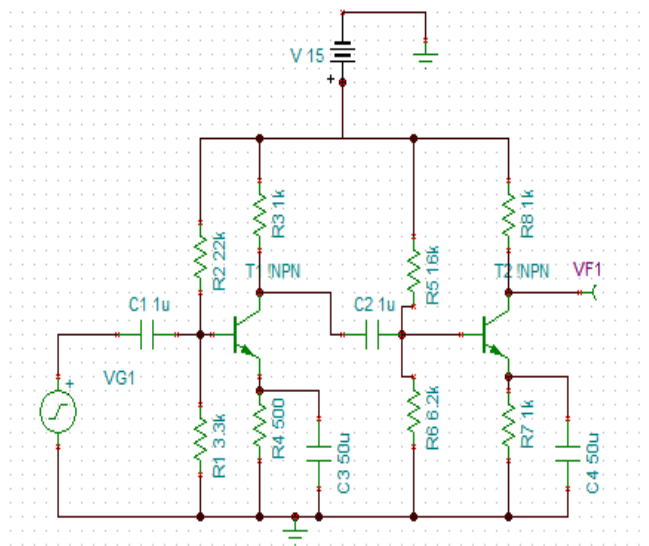 V 15
+
R3 1k
R8 1k
R2 22k
R5 16k
T1 !NPN
T2 !NPN
VF1
C1 1u
C2 1u
VG1
+
R1 3.3k
R4 500
C3 50u
R6 6.2k
R7 1k
C4 50u